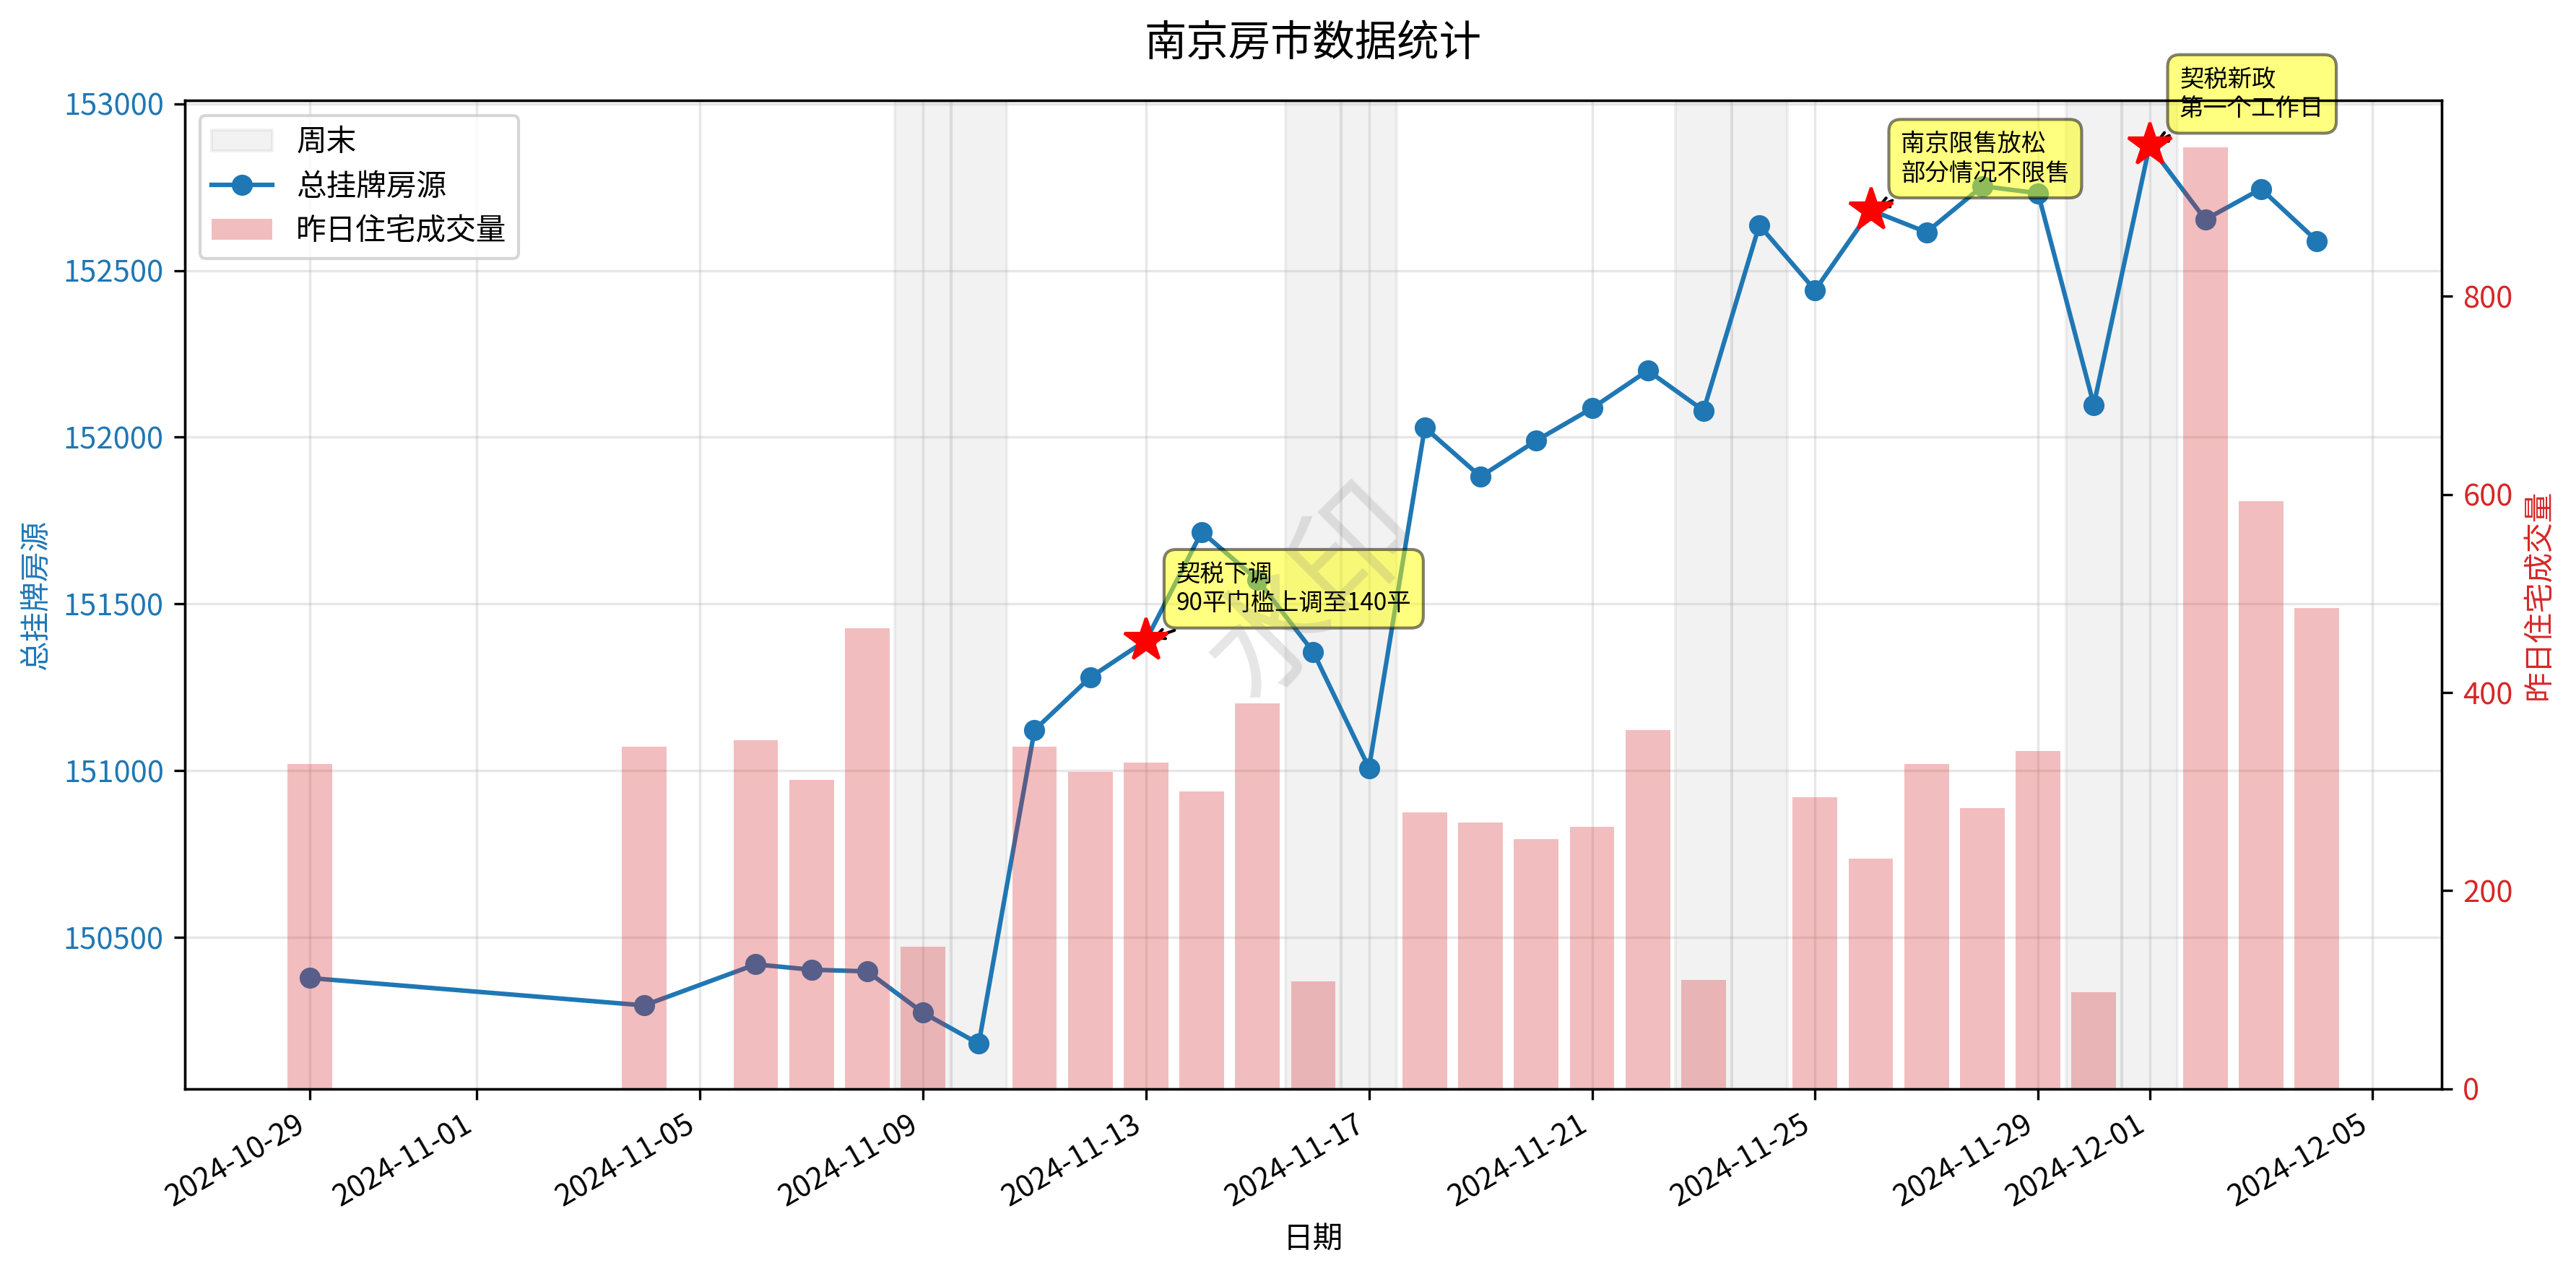 南京房市数据统计
契税新政
第一个工作日
南京限售放松
部分情况不限售
周末
总挂牌房源
昨日住宅成交量
153000
152500
152000
151500
151000
150500
总挂牌房源
契税下调
90平门槛上调至140平
水印
800
600
400
200
0
昨日住宅成交量
2024-10-29
2024-11-01
2024-11-05
2024-11-09
2024-11-13
2024-11-17
2024-11-21
2024-11-25
2024-11-29
2024-12-01
2024-12-05
日期